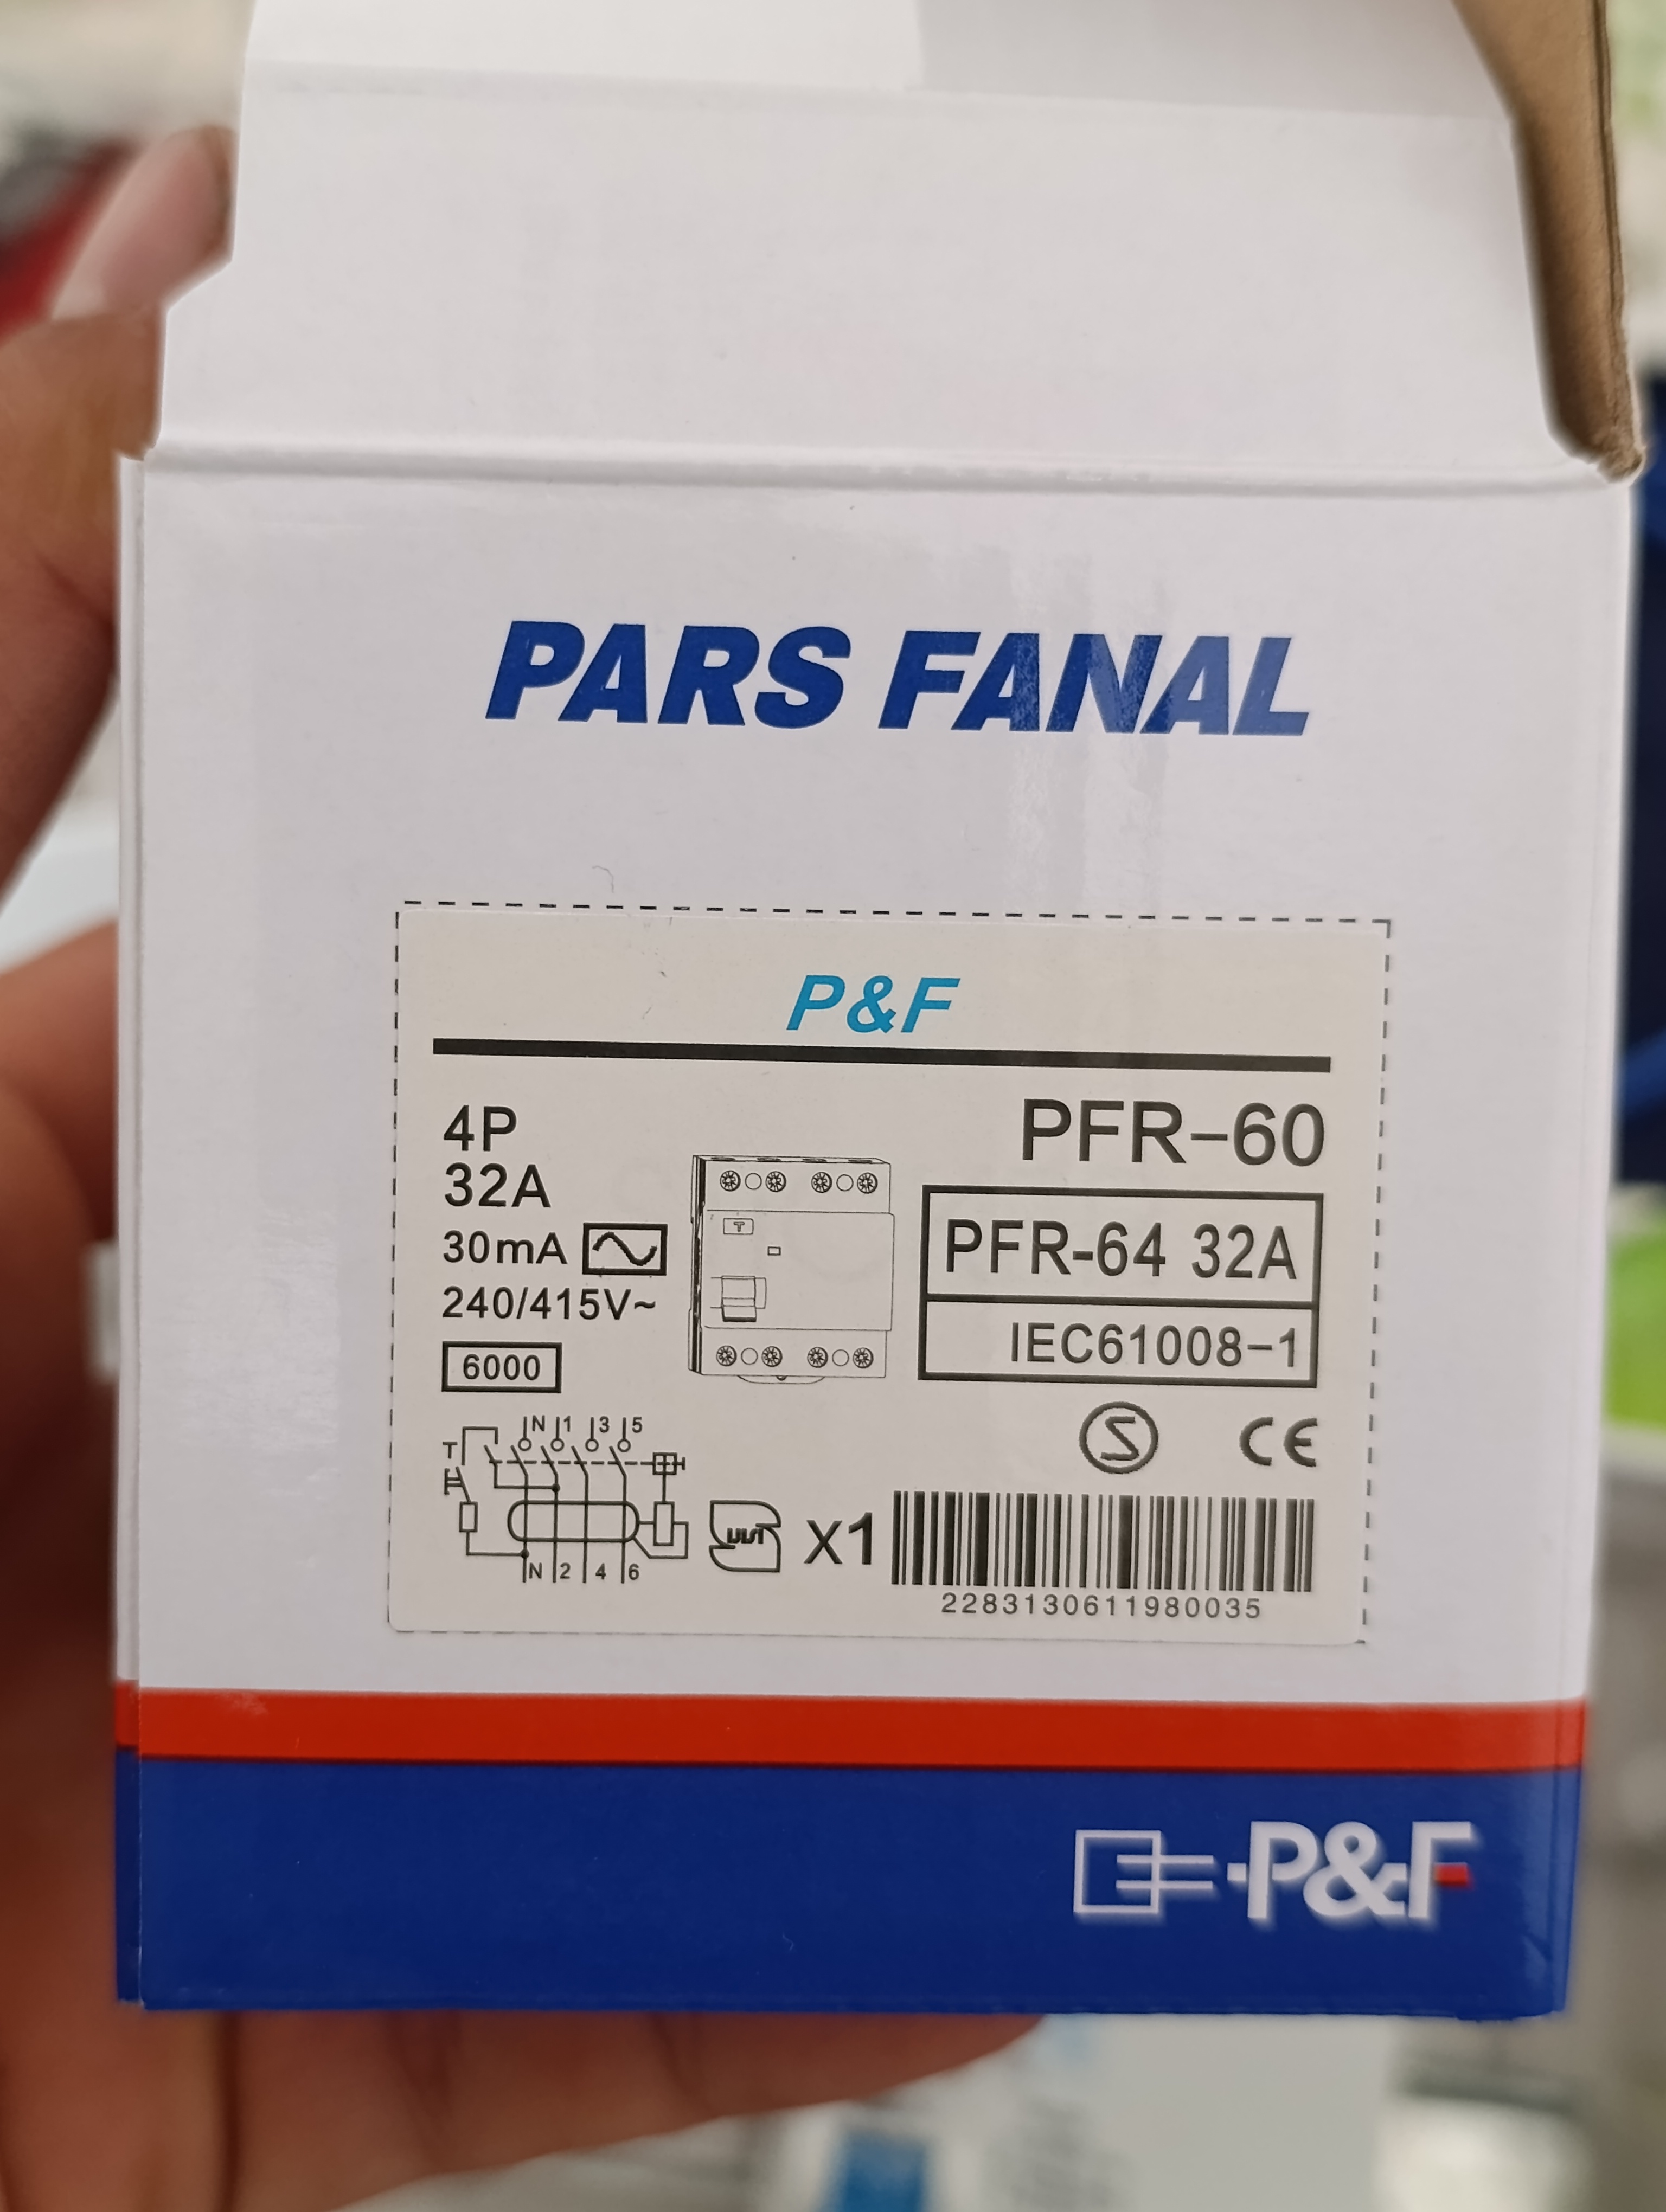 PARS FANAL
P&F
4P
32A
30mA
240/415V~
6000
PFR-60
PFR-64 32A
IEC61008-1
T
T
N 1 3 5
N 2 4 6
S
CE
X1
2283130611980035
P&F